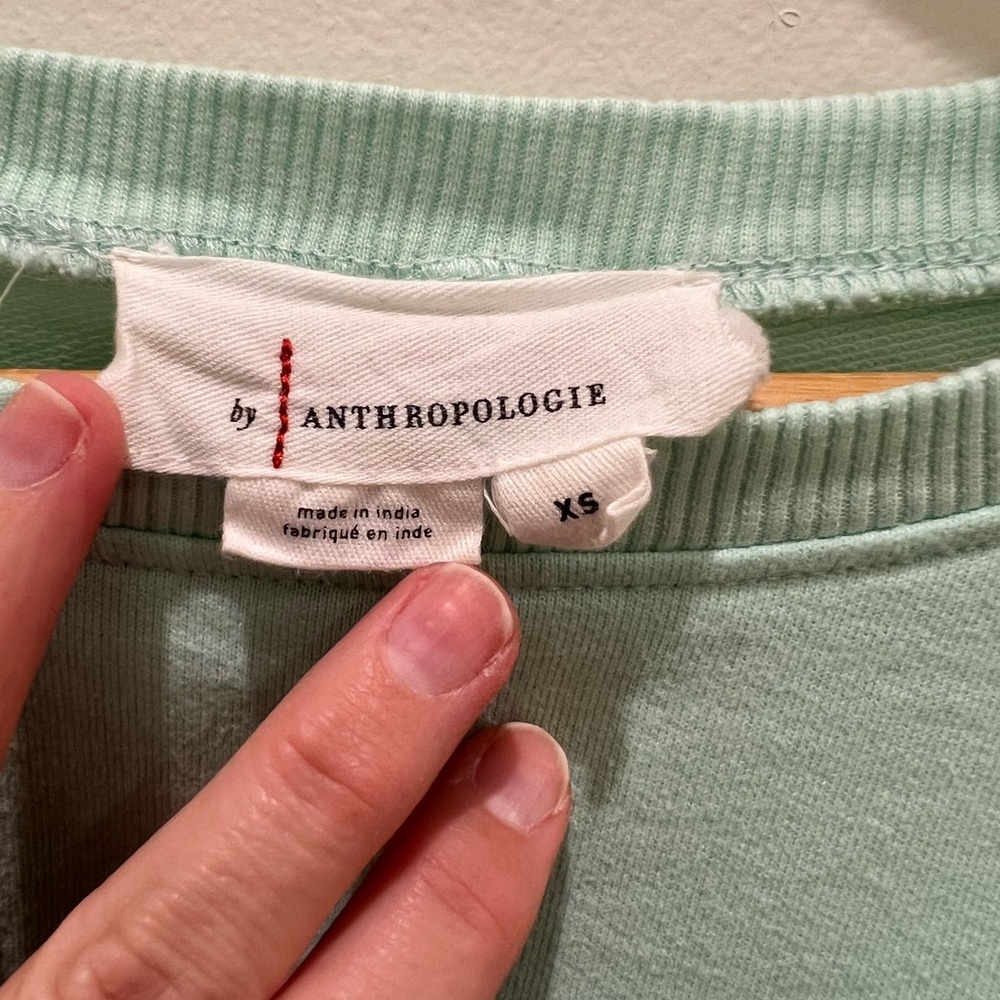 by ANTHROPOLOGIE
made in india
fabriqué en inde
XS